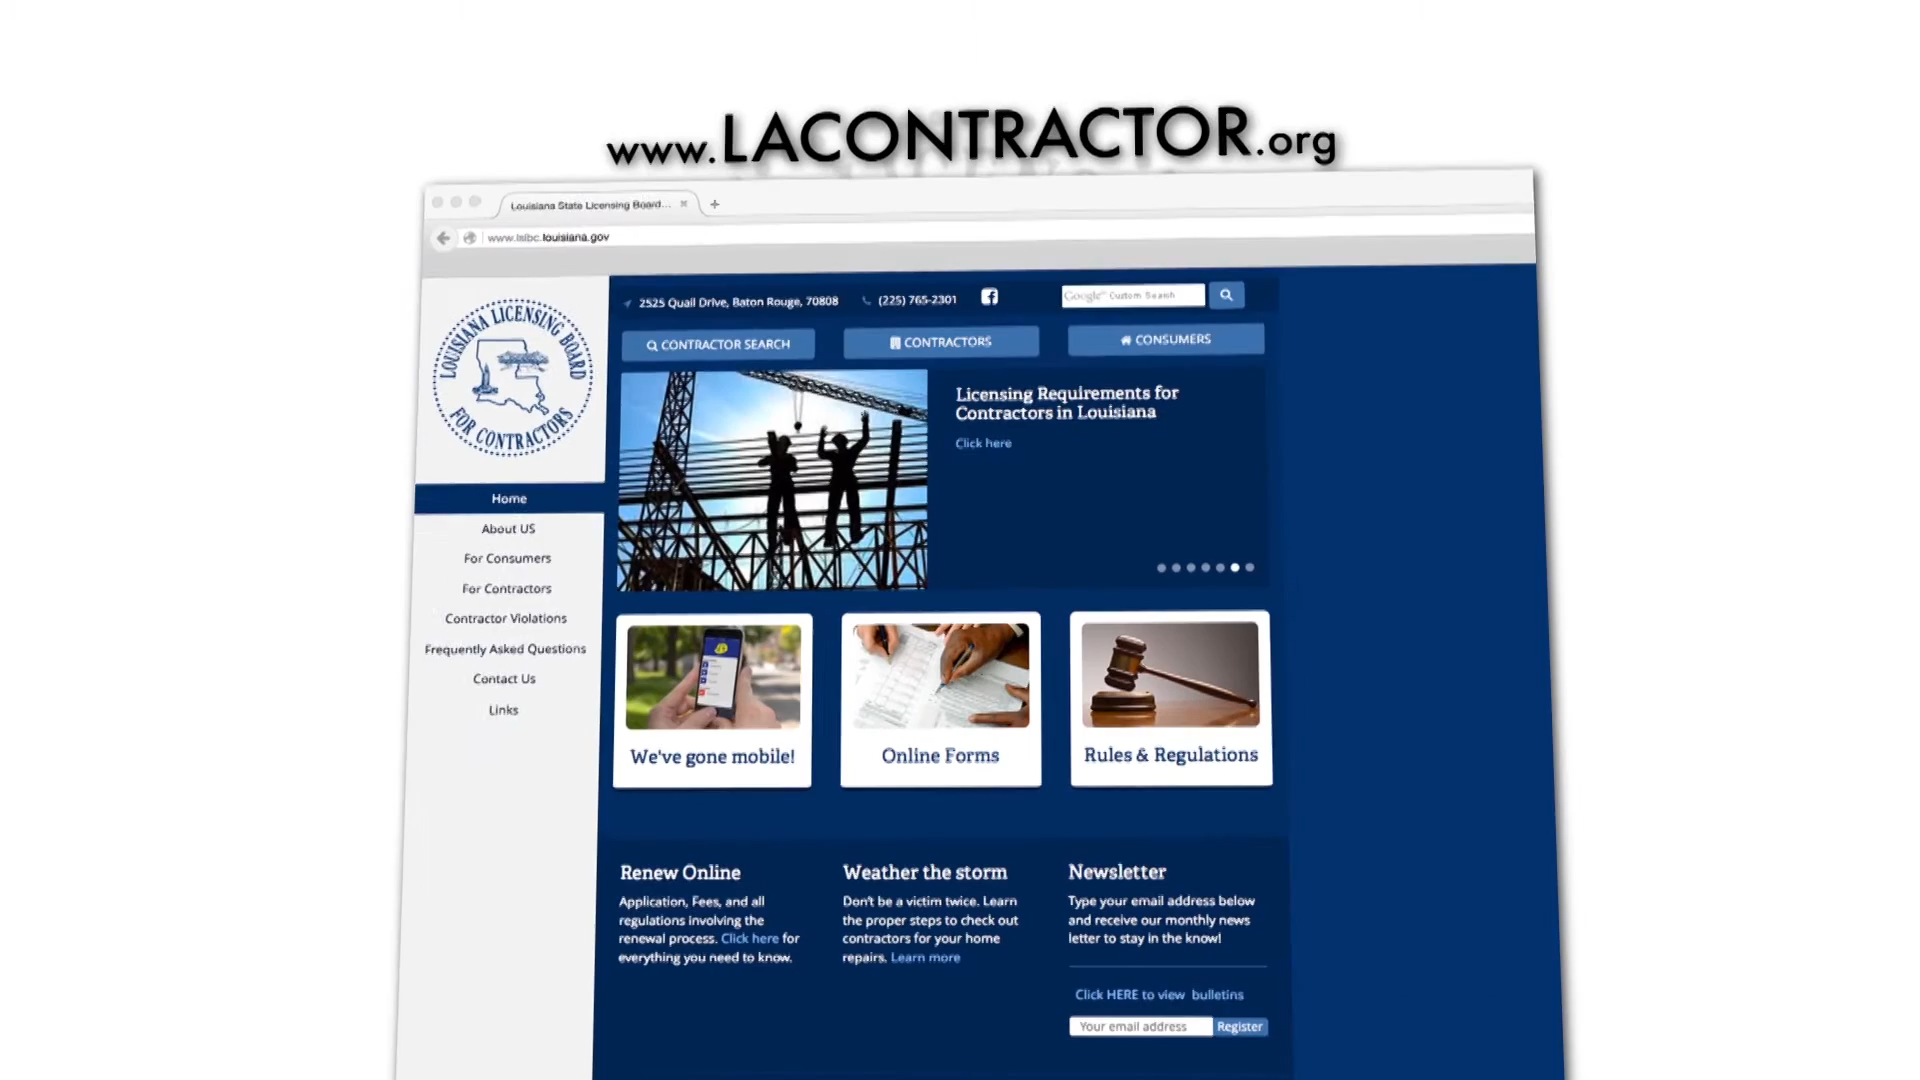 www.LACONTRACTOR.org
Louisiana State Licensing Board...
www.lslbc.louisiana.gov
LOUISIANA LICENSING BOARD
FOR CONTRACTORS
2525 Quail Drive, Baton Rouge, 70808
(225) 765-2301
Google™ Custom Search
CONTRACTOR SEARCH
CONTRACTORS
CONSUMERS
Licensing Requirements for
Contractors in Louisiana
Click here
Home
About US
For Consumers
For Contractors
Contractor Violations
Frequently Asked Questions
Contact Us
Links
We've gone mobile!
Online Forms
Rules & Regulations
Renew Online
Application, Fees, and all
regulations involving the
renewal process. Click here for
everything you need to know.
Weather the storm
Don't be a victim twice. Learn
the proper steps to check out
contractors for your home
repairs. Learn more
Newsletter
Type your email address below
and receive our monthly news
letter to stay in the know!
Click HERE to view bulletins
Your email address
Register